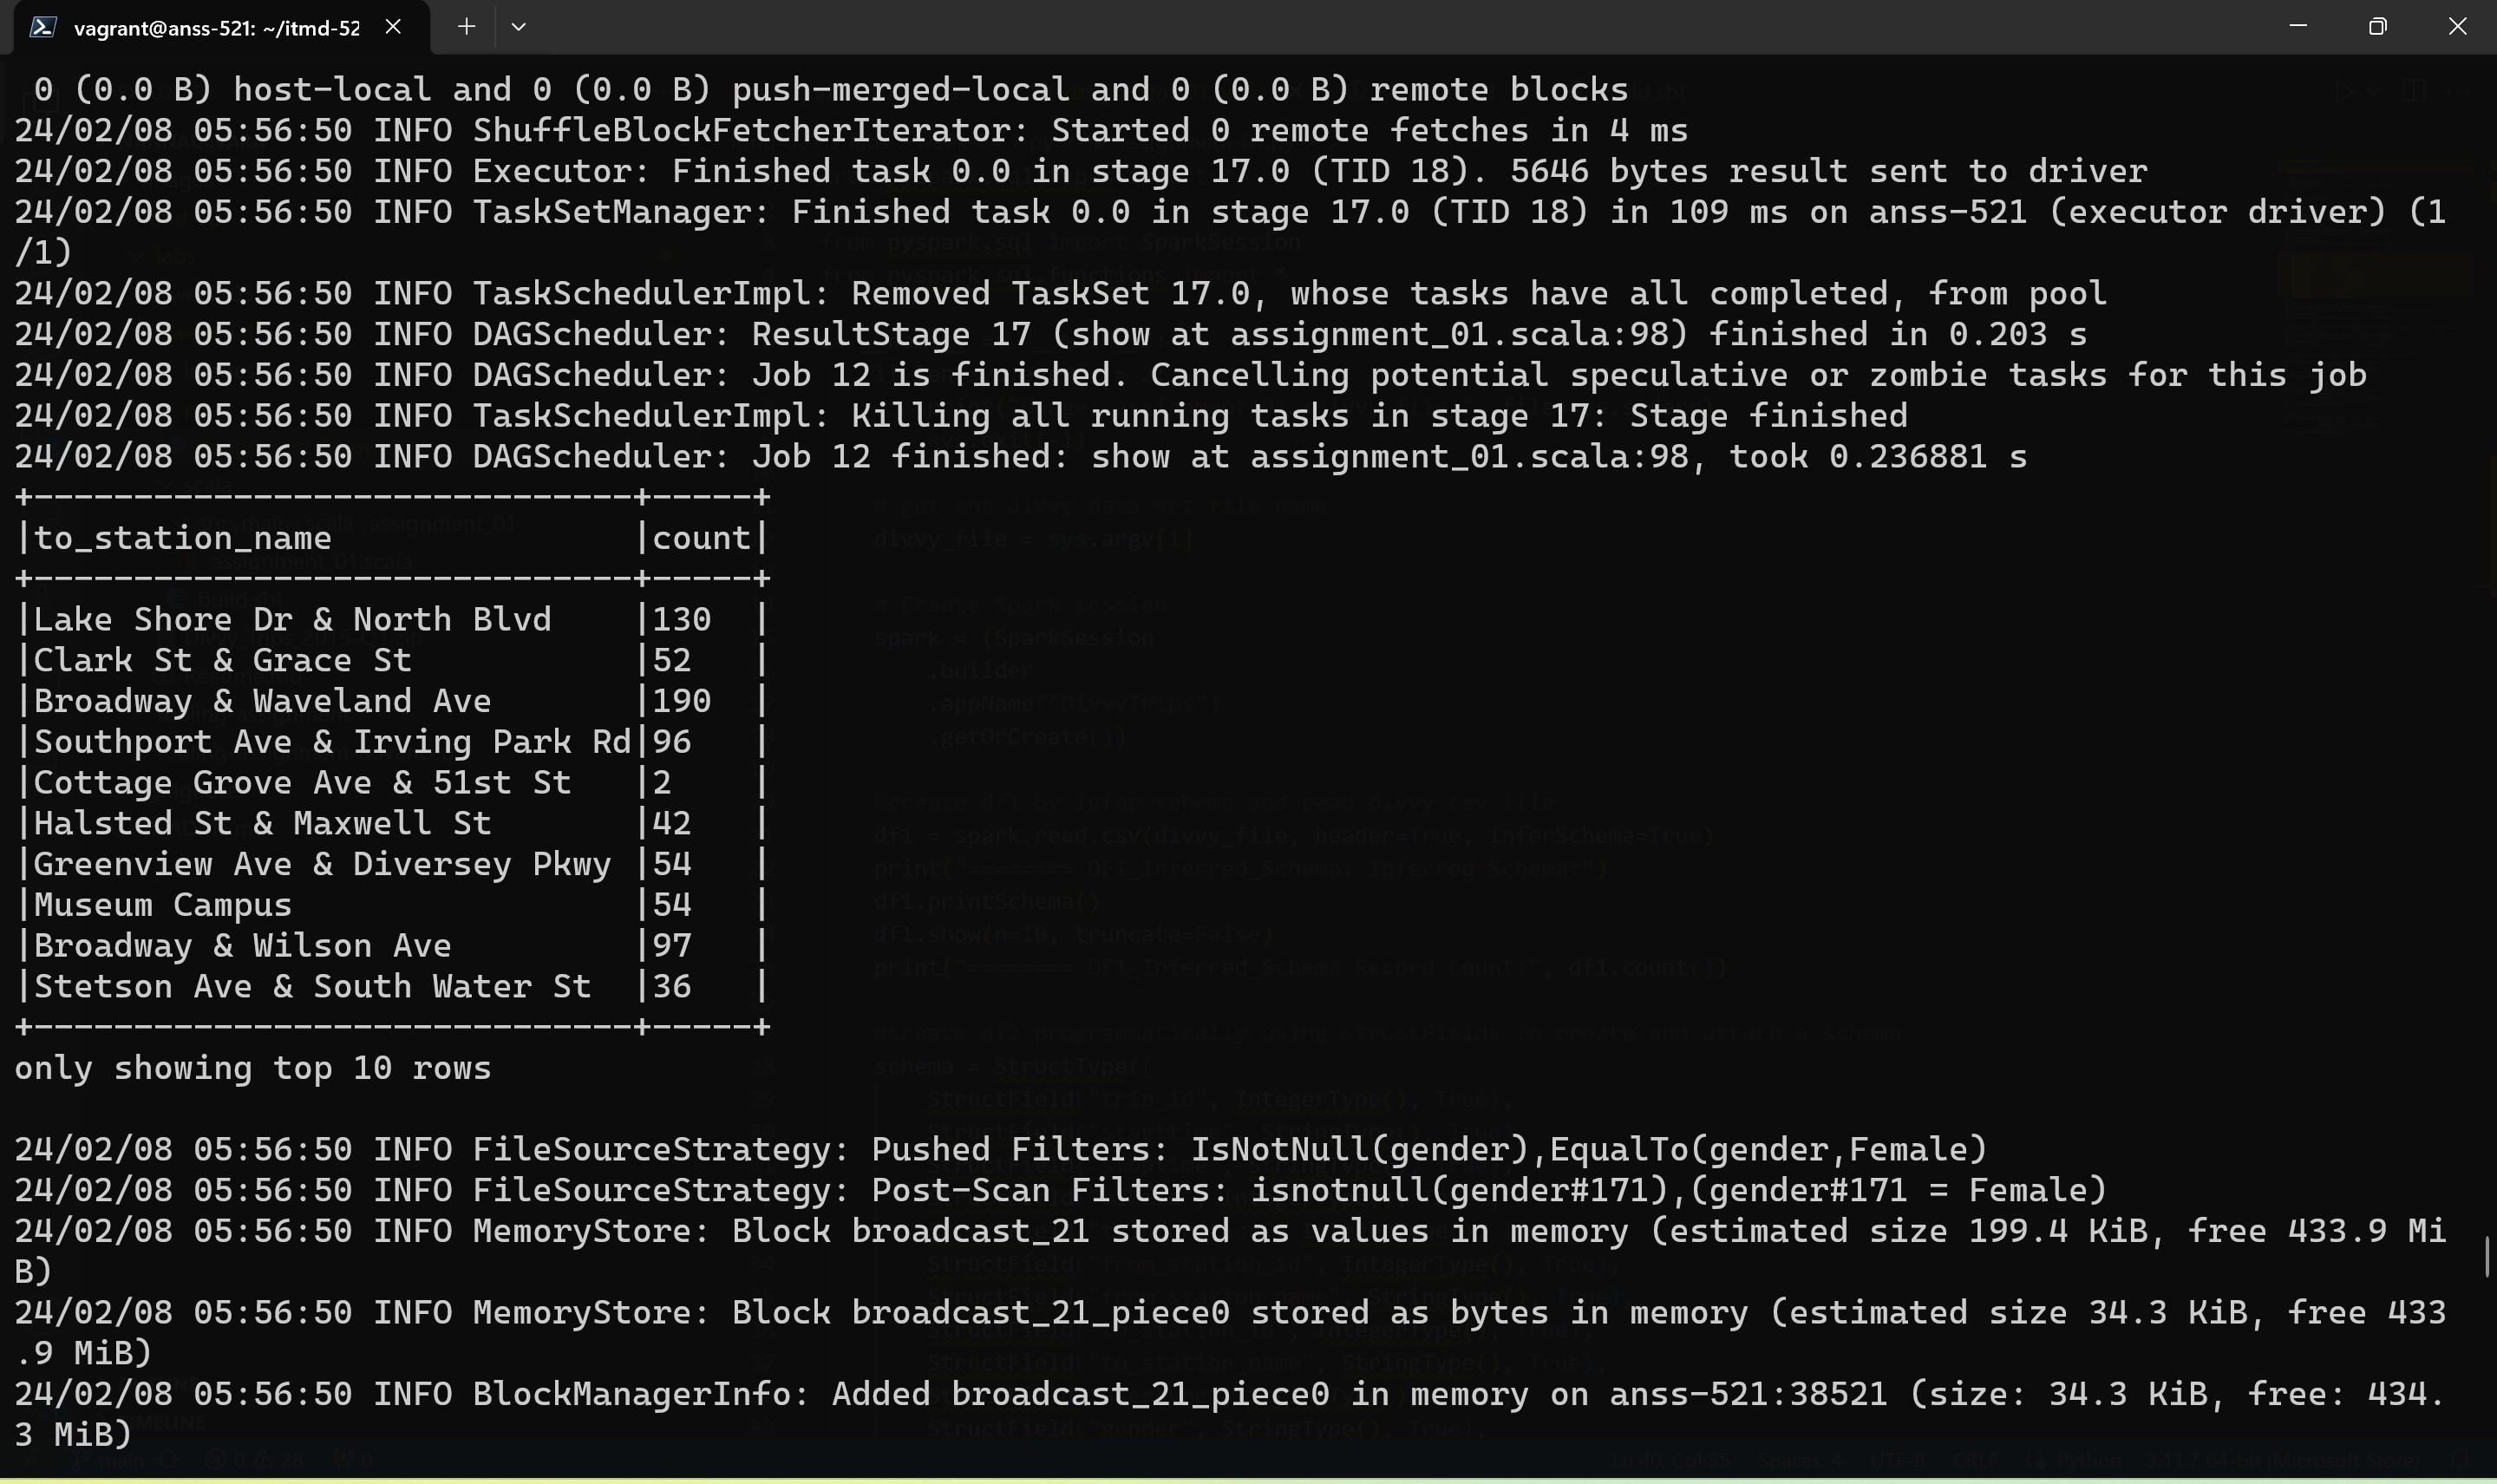 vagrant@anss-521: ~/itmd-52
 0 (0.0 B) host-local and 0 (0.0 B) push-merged-local and 0 (0.0 B) remote blocks
24/02/08 05:56:50 INFO ShuffleBlockFetcherIterator: Started 0 remote fetches in 4 ms
24/02/08 05:56:50 INFO Executor: Finished task 0.0 in stage 17.0 (TID 18). 5646 bytes result sent to driver
24/02/08 05:56:50 INFO TaskSetManager: Finished task 0.0 in stage 17.0 (TID 18) in 109 ms on anss-521 (executor driver) (1
/1)
24/02/08 05:56:50 INFO TaskSchedulerImpl: Removed TaskSet 17.0, whose tasks have all completed, from pool
24/02/08 05:56:50 INFO DAGScheduler: ResultStage 17 (show at assignment_01.scala:98) finished in 0.203 s
24/02/08 05:56:50 INFO DAGScheduler: Job 12 is finished. Cancelling potential speculative or zombie tasks for this job
24/02/08 05:56:50 INFO TaskSchedulerImpl: Killing all running tasks in stage 17: Stage finished
24/02/08 05:56:50 INFO DAGScheduler: Job 12 finished: show at assignment_01.scala:98, took 0.236881 s
+------------------------------+-----+
|to_station_name               |count|
+------------------------------+-----+
|Lake Shore Dr & North Blvd    |130  |
|Clark St & Grace St           |52   |
|Broadway & Waveland Ave       |190  |
|Southport Ave & Irving Park Rd|96   |
|Cottage Grove Ave & 51st St   |2    |
|Halsted St & Maxwell St       |42   |
|Greenview Ave & Diversey Pkwy |54   |
|Museum Campus                 |54   |
|Broadway & Wilson Ave         |97   |
|Stetson Ave & South Water St  |36   |
+------------------------------+-----+
only showing top 10 rows
24/02/08 05:56:50 INFO FileSourceStrategy: Pushed Filters: IsNotNull(gender),EqualTo(gender,Female)
24/02/08 05:56:50 INFO FileSourceStrategy: Post-Scan Filters: isnotnull(gender#171),(gender#171 = Female)
24/02/08 05:56:50 INFO MemoryStore: Block broadcast_21 stored as values in memory (estimated size 199.4 KiB, free 433.9 Mi
B)
24/02/08 05:56:50 INFO MemoryStore: Block broadcast_21_piece0 stored as bytes in memory (estimated size 34.3 KiB, free 433
.9 MiB)
24/02/08 05:56:50 INFO BlockManagerInfo: Added broadcast_21_piece0 in memory on anss-521:38521 (size: 34.3 KiB, free: 434.
3 MiB)